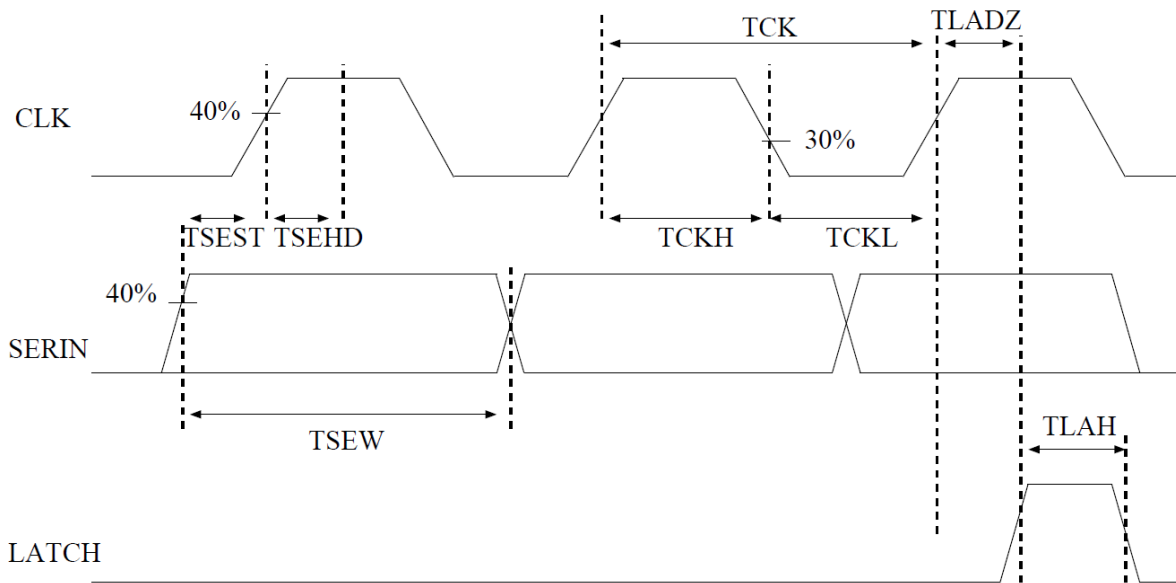 TCK
TLADZ
CLK
40%
30%
TSEST
TSEHD
TCKH
TCKL
40%
SERIN
TSEW
TLAH
LATCH